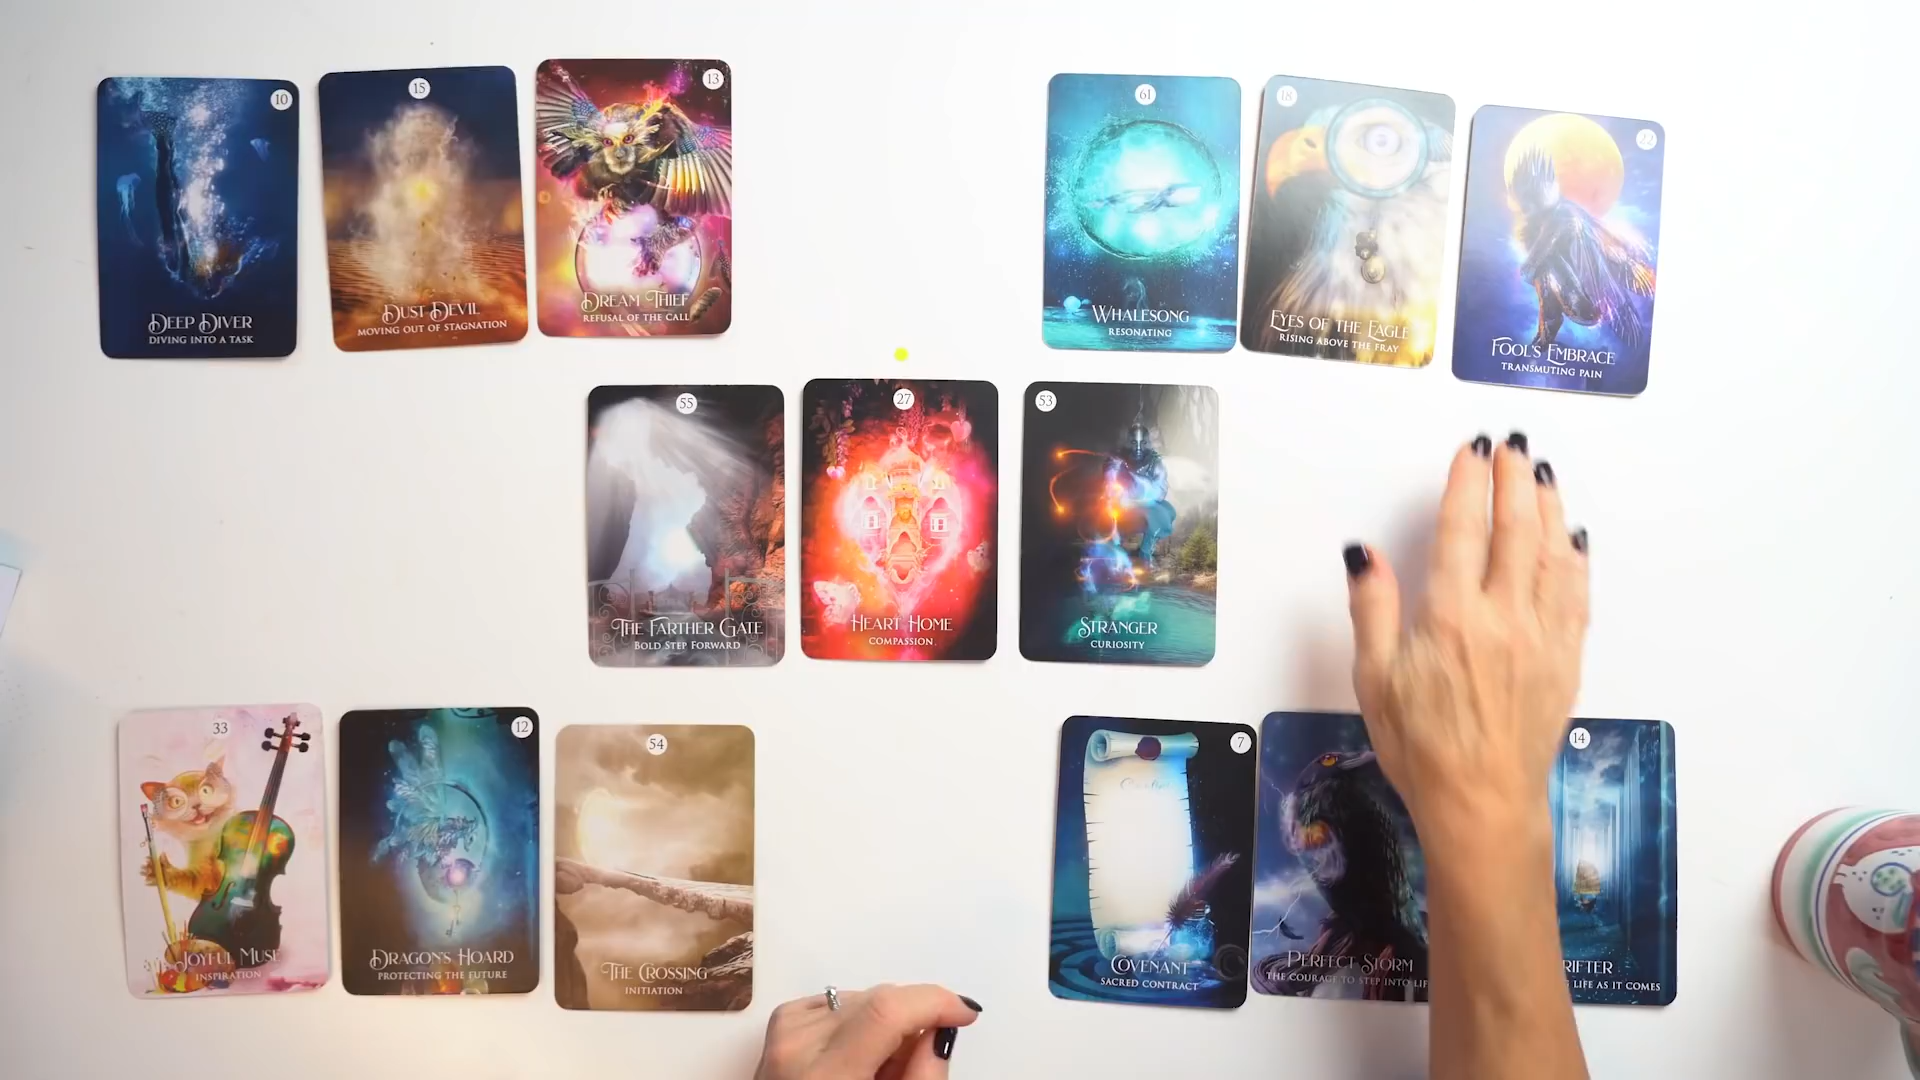 10
DEEP DIVER
DIVING INTO A TASK
15
DUST DEVIL
MOVING OUT OF STAGNATION
13
DREAM THIEF
REFUSAL OF THE CALL
61
WHALESONG
RESONATING
18
EYES OF THE EAGLE
RISING ABOVE THE FRAY
22
FOOL'S EMBRACE
TRANSMUTING PAIN
55
THE FARTHER GATE
BOLD STEP FORWARD
27
HEART HOME
COMPASSION
53
STRANGER
CURIOSITY
33
JOYFUL MUSE
INSPIRATION
12
DRAGON'S HOARD
PROTECTING THE FUTURE
54
THE CROSSING
INITIATION
7
COVENANT
SACRED CONTRACT
PERFECT STORM
THE COURAGE TO STEP INTO LIF
14
RIFTER
G LIFE AS IT COMES